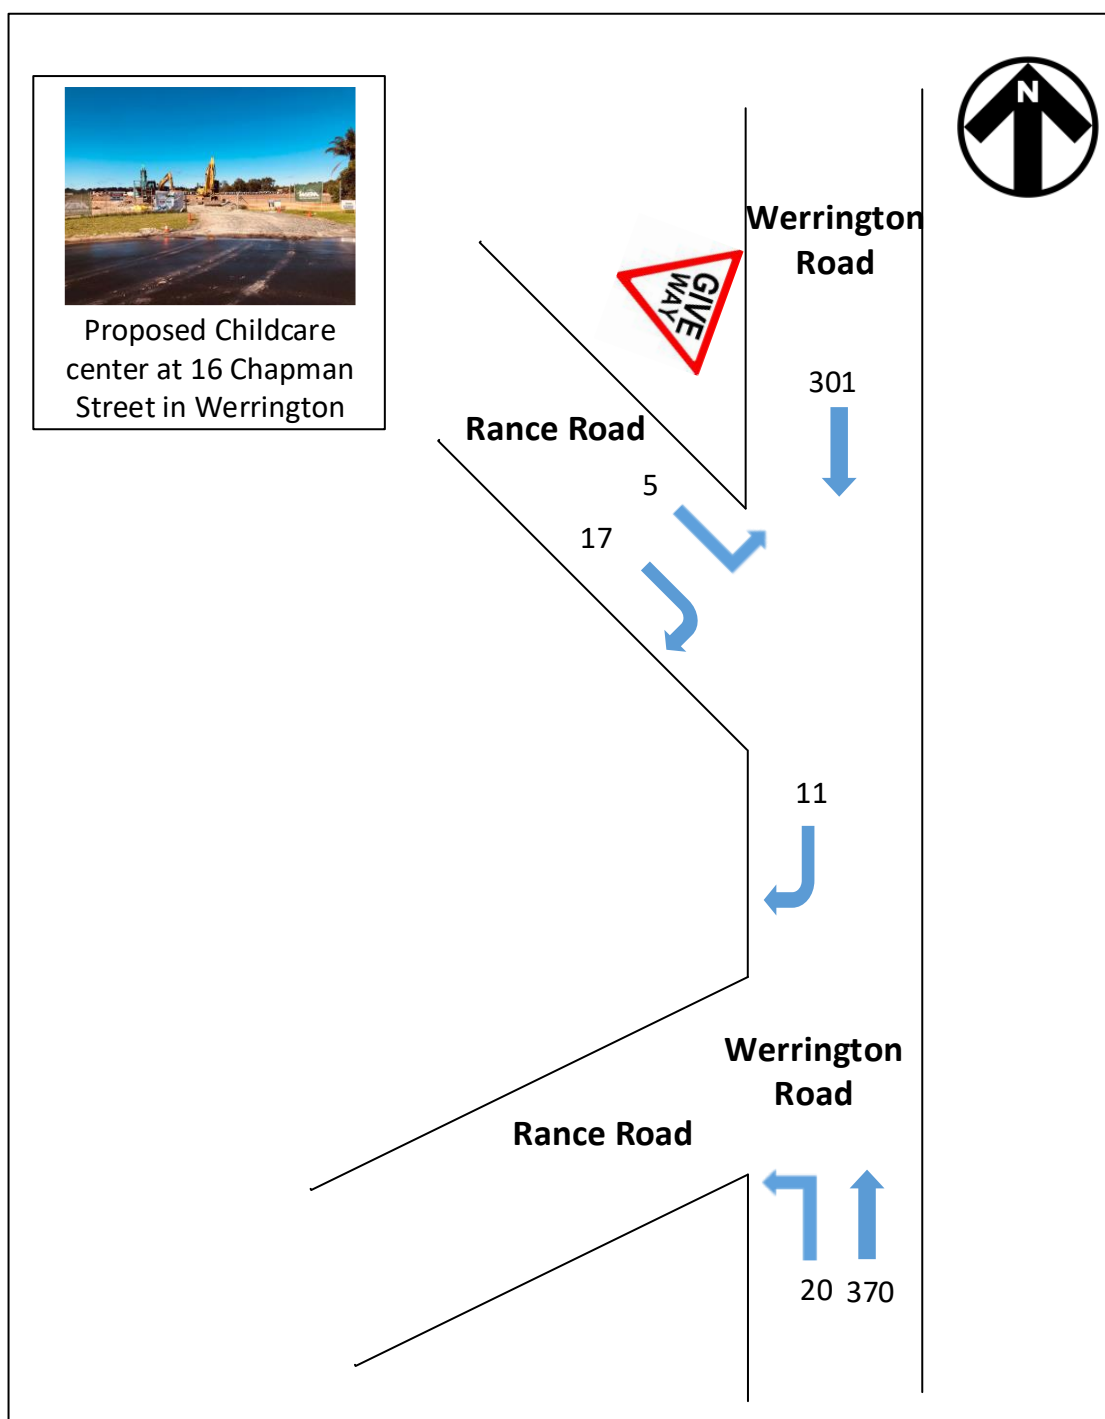 N
Werrington
Road
Proposed Childcare
center at 16 Chapman
Street in Werrington
GIVE
WAY
301
Rance Road
5
17
11
Werrington
Road
Rance Road
20 370